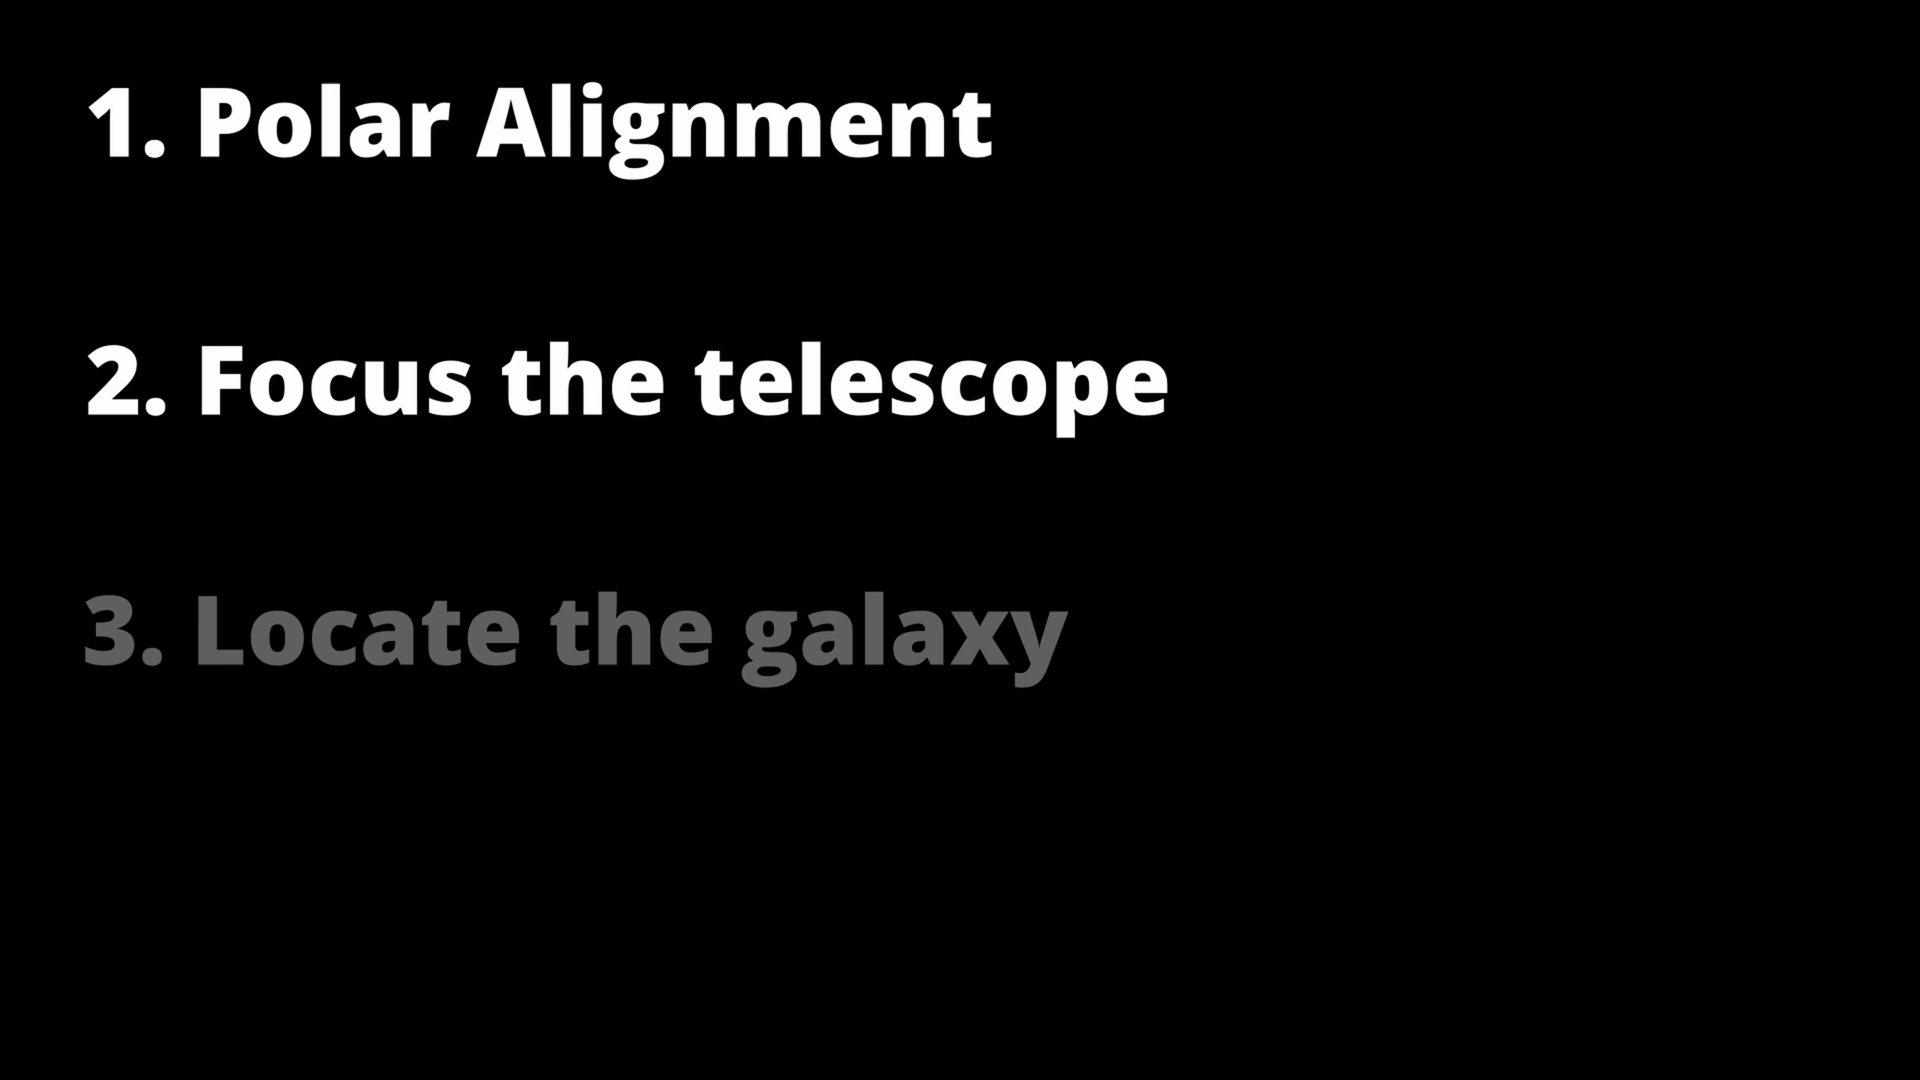 1. Polar Alignment
2. Focus the telescope
3. Locate the galaxy